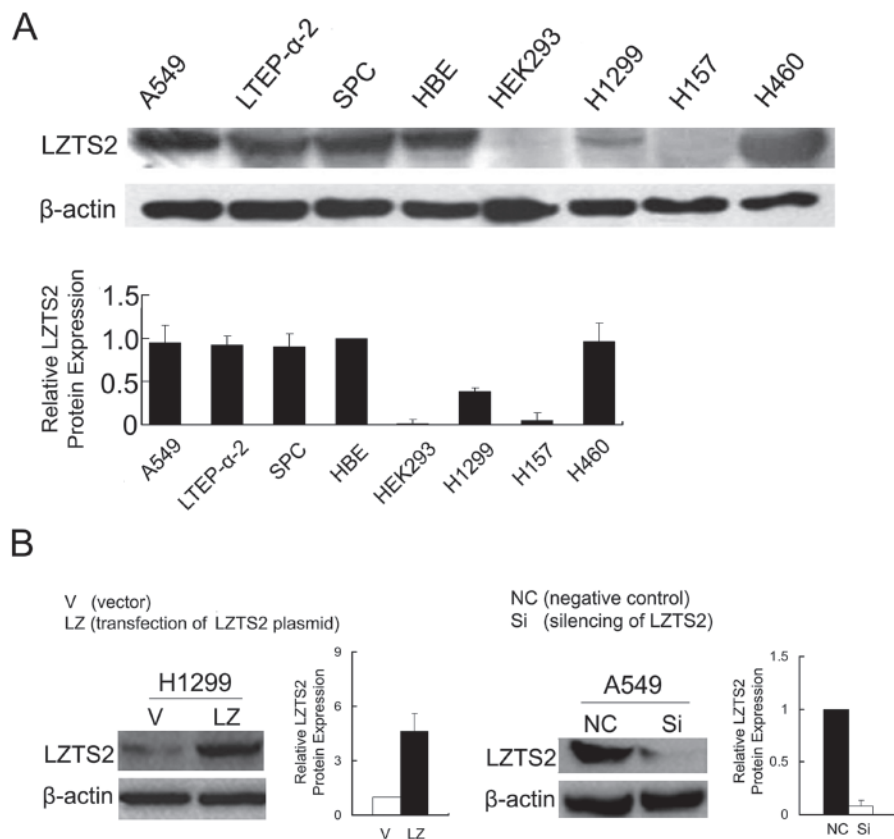 A
A549
LTEP-α-2
SPC
HBE
HEK293
H1299
H157
H460
LZTS2
β-actin
Relative LZTS2
Protein Expression
1.5
1.0
0.5
0
A549
LTEP-α-2
SPC
HBE
HEK293
H1299
H157
H460
B
V (vector)
LZ (transfection of LZTS2 plasmid)
H1299
V LZ
LZTS2
β-actin
Relative LZTS2
Protein Expression
9
6
3
0
V LZ
NC (negative control)
Si (silencing of LZTS2)
A549
NC Si
LZTS2
β-actin
Relative LZTS2
Protein Expression
1.5
1
0.5
0
NC Si